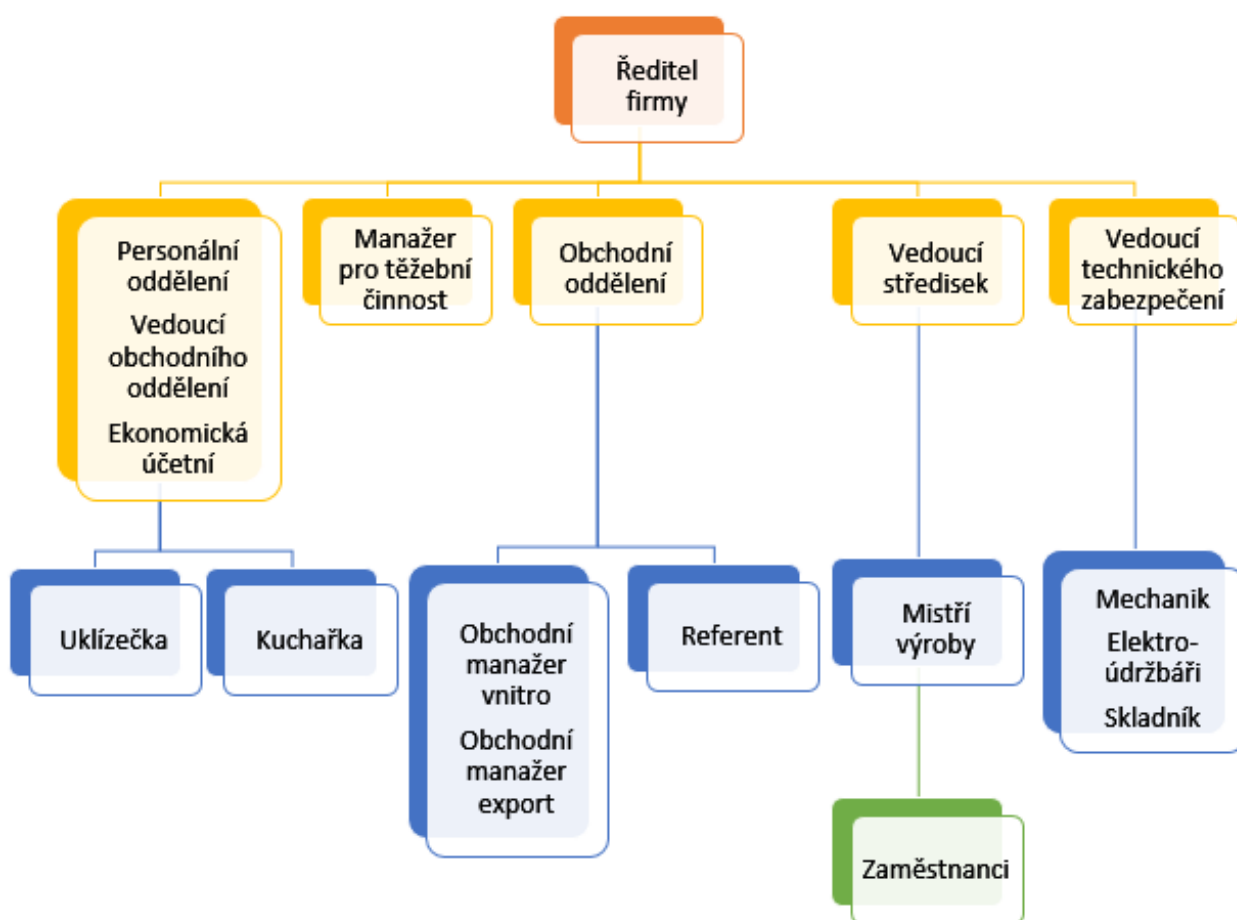 Ředitel
firmy
Personální
oddělení
Vedoucí
obchodního
oddělení
Ekonomická
účetní
Manažer
pro těžební
činnost
Obchodní
oddělení
Vedoucí
středisek
Vedoucí
technického
zabezpečení
Uklízečka
Kuchařka
Obchodní
manažer
vnitro
Obchodní
manažer
export
Referent
Mistří
výroby
Mechanik
Elektro-
údržbáři
Skladník
Zaměstnanci